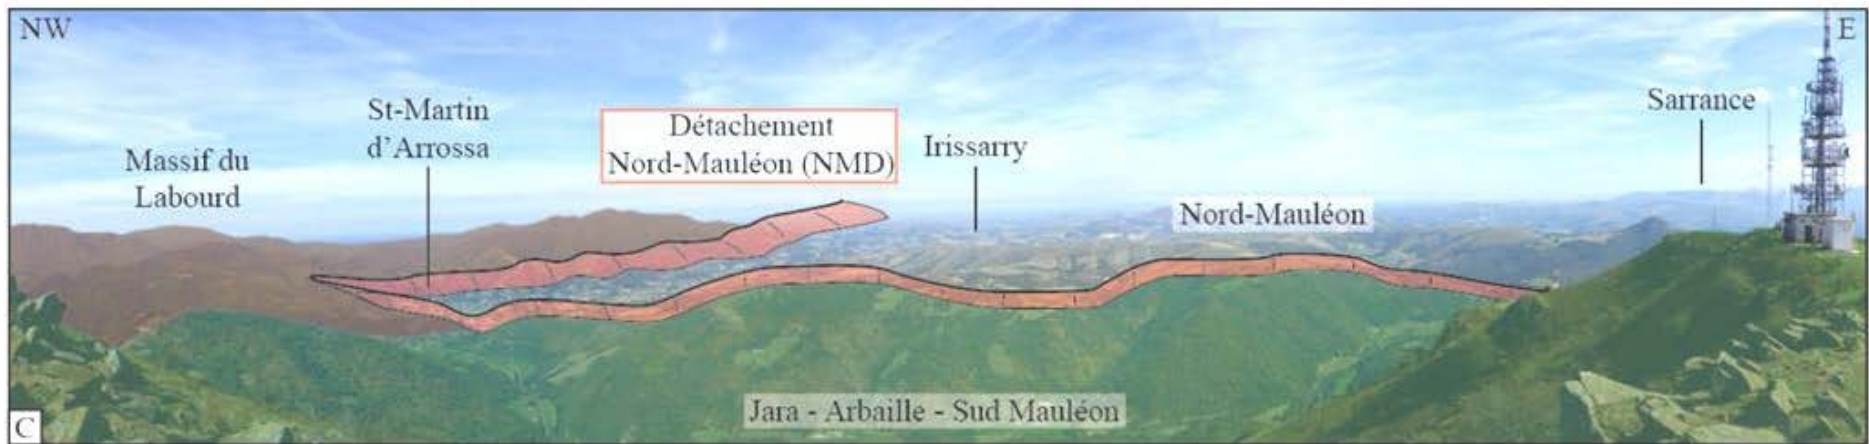 NW
E
St-Martin
d'Arrossa
Détachement
Nord-Mauléon (NMD)
Sarrance
Irissarry
Massif du
Labourd
Nord-Mauléon
Jara - Arbaille - Sud Mauléon
C